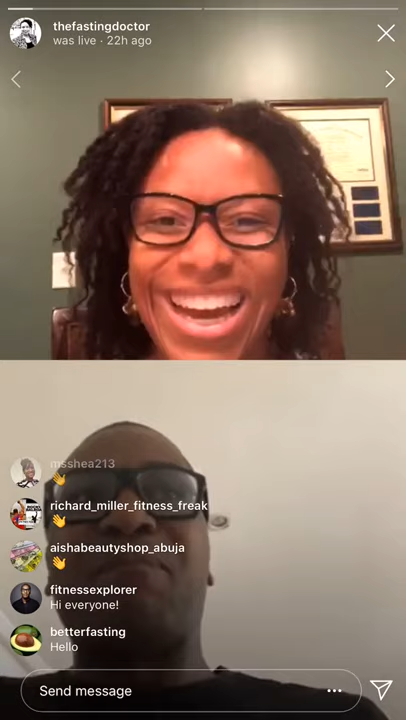 thefastingdoctor
was live · 22h ago
msshea213
👋
richard_miller_fitness_freak
👋
aishabeautyshop_abuja
👋
fitnessexplorer
Hi everyone!
betterfasting
Hello
Send message